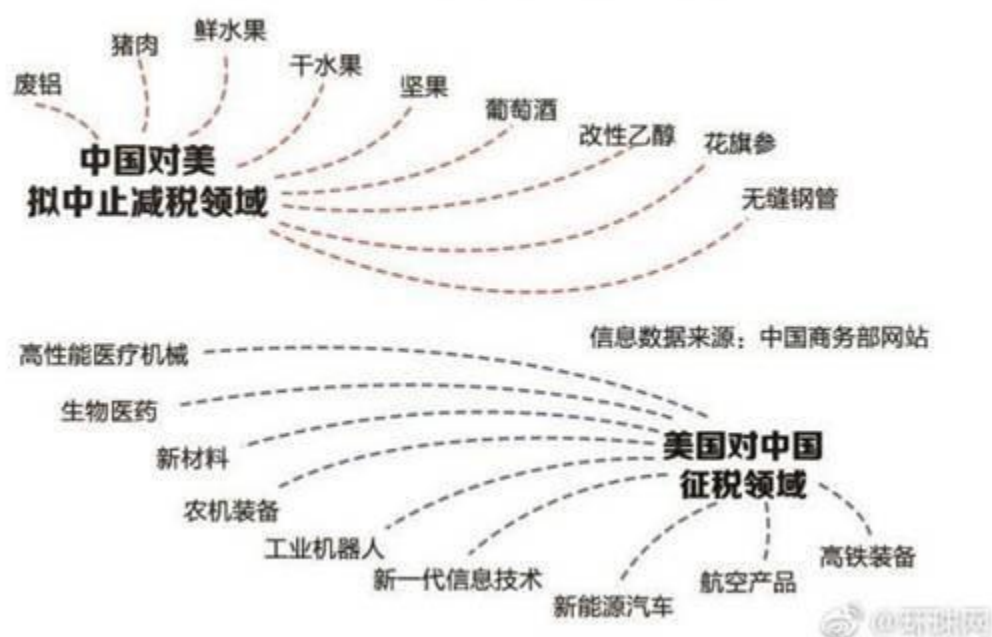 废铝
猪肉
鲜水果
干水果
坚果
葡萄酒
改性乙醇
花旗参
无缝钢管
中国对美
拟中止减税领域
信息数据来源：中国商务部网站
高性能医疗机械
生物医药
新材料
农机装备
工业机器人
新一代信息技术
新能源汽车
航空产品
高铁装备
美国对中国
征税领域
@环球网